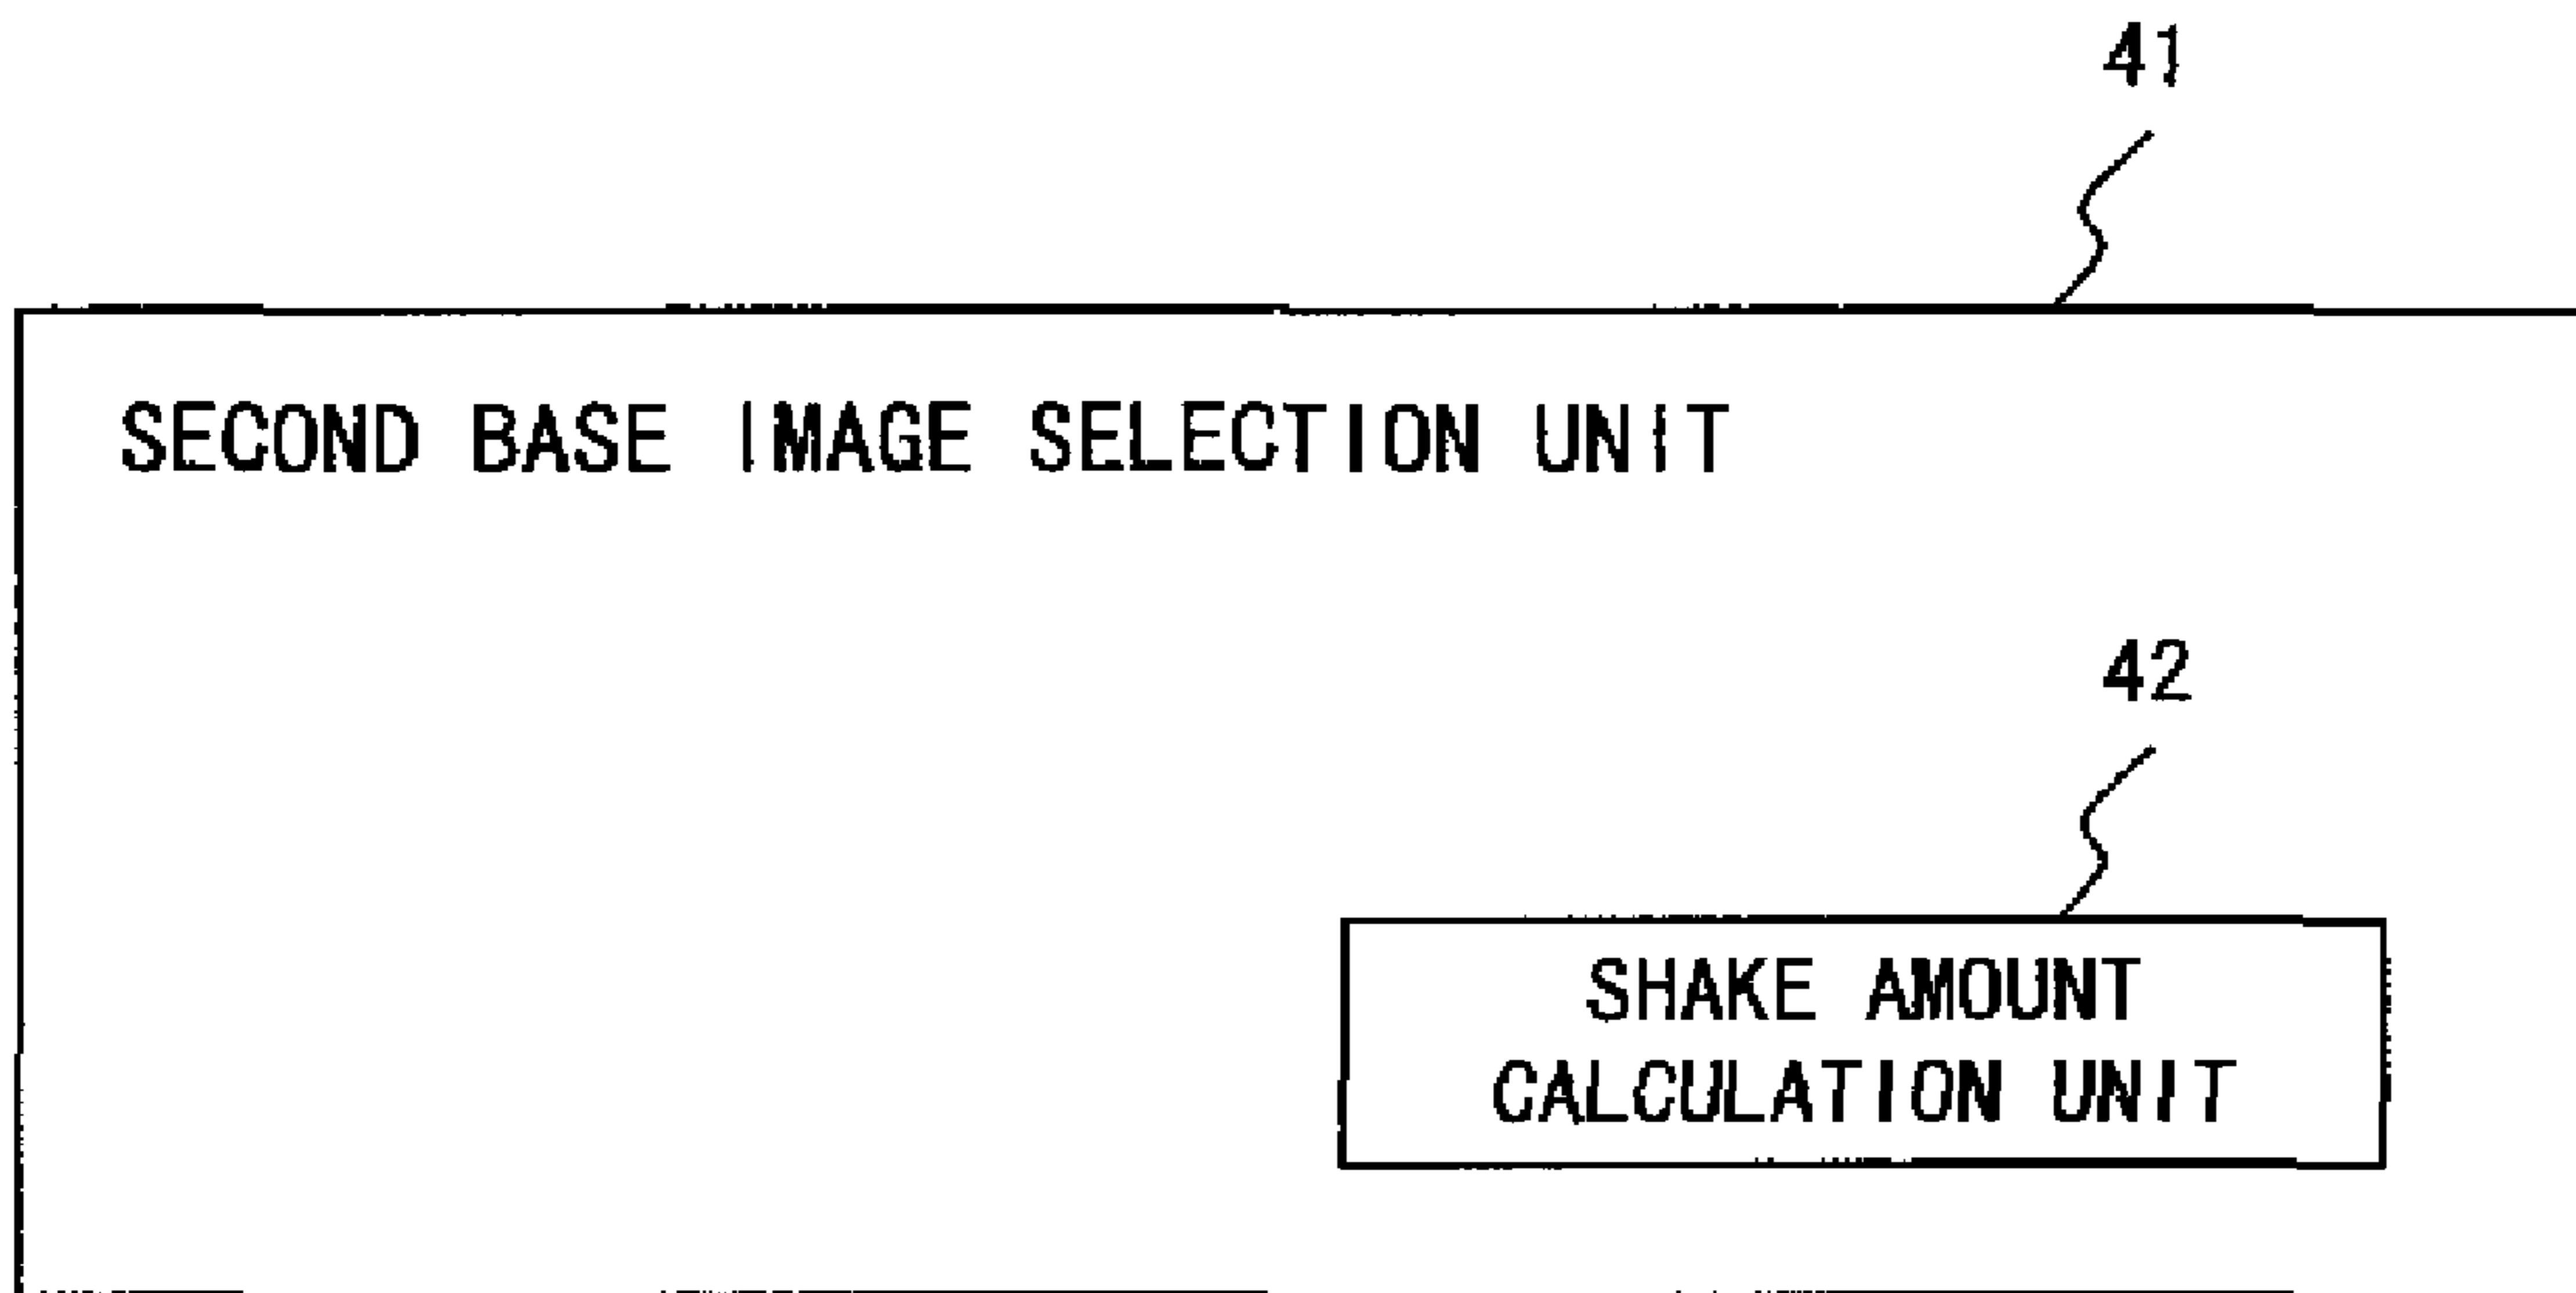 41
SECOND BASE IMAGE SELECTION UNIT
42
SHAKE AMOUNT
CALCULATION UNIT